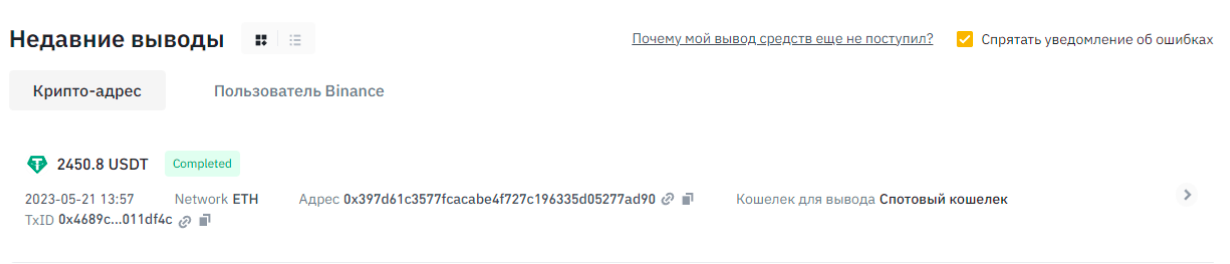 Недавние выводы
Почему мой вывод средств еще не поступил? Спрятать уведомление об ошибках
Крипто-адрес Пользователь Binance
2450.8 USDT Completed
2023-05-21 13:57 Network ETH Адрес 0x397d61c3577fcacabe4f727c196335d05277ad90 Кошелек для вывода Спотовый кошелек
TxID 0x4689c...011df4c